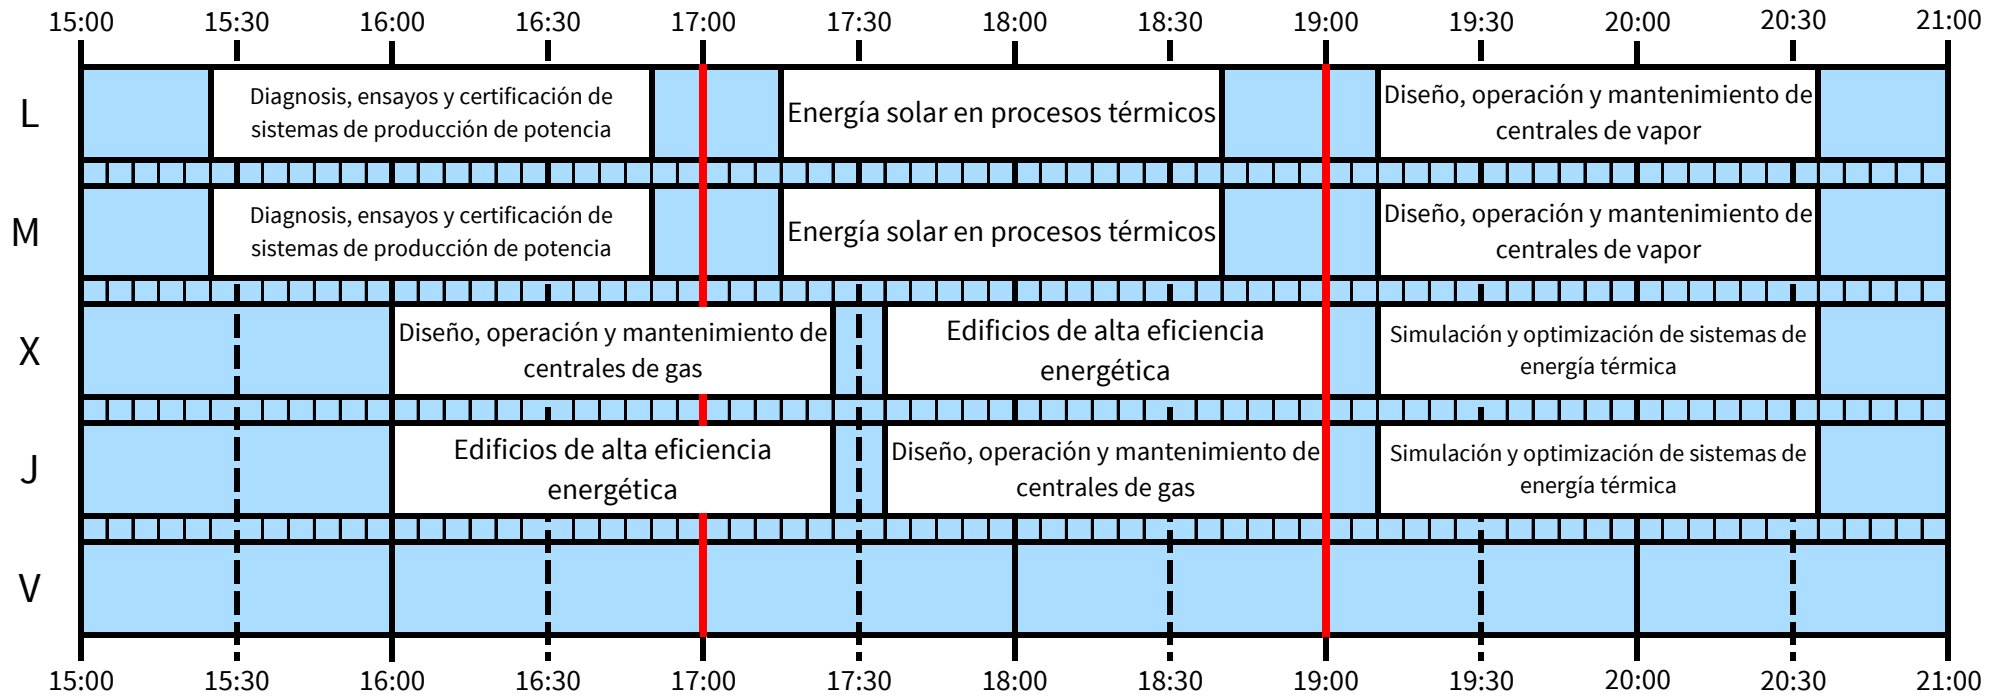 15:00 15:30 16:00 16:30 17:00 17:30 18:00 18:30 19:00 19:30 20:00 20:30 21:00
L
Diagnosis, ensayos y certificación de
sistemas de producción de potencia
Energía solar en procesos térmicos
Diseño, operación y mantenimiento de
centrales de vapor
M
Diagnosis, ensayos y certificación de
sistemas de producción de potencia
Energía solar en procesos térmicos
Diseño, operación y mantenimiento de
centrales de vapor
X
Diseño, operación y mantenimiento de
centrales de gas
Edificios de alta eficiencia
energética
Simulación y optimización de sistemas de
energía térmica
J
Edificios de alta eficiencia
energética
Diseño, operación y mantenimiento de
centrales de gas
Simulación y optimización de sistemas de
energía térmica
V
15:00 15:30 16:00 16:30 17:00 17:30 18:00 18:30 19:00 19:30 20:00 20:30 21:00